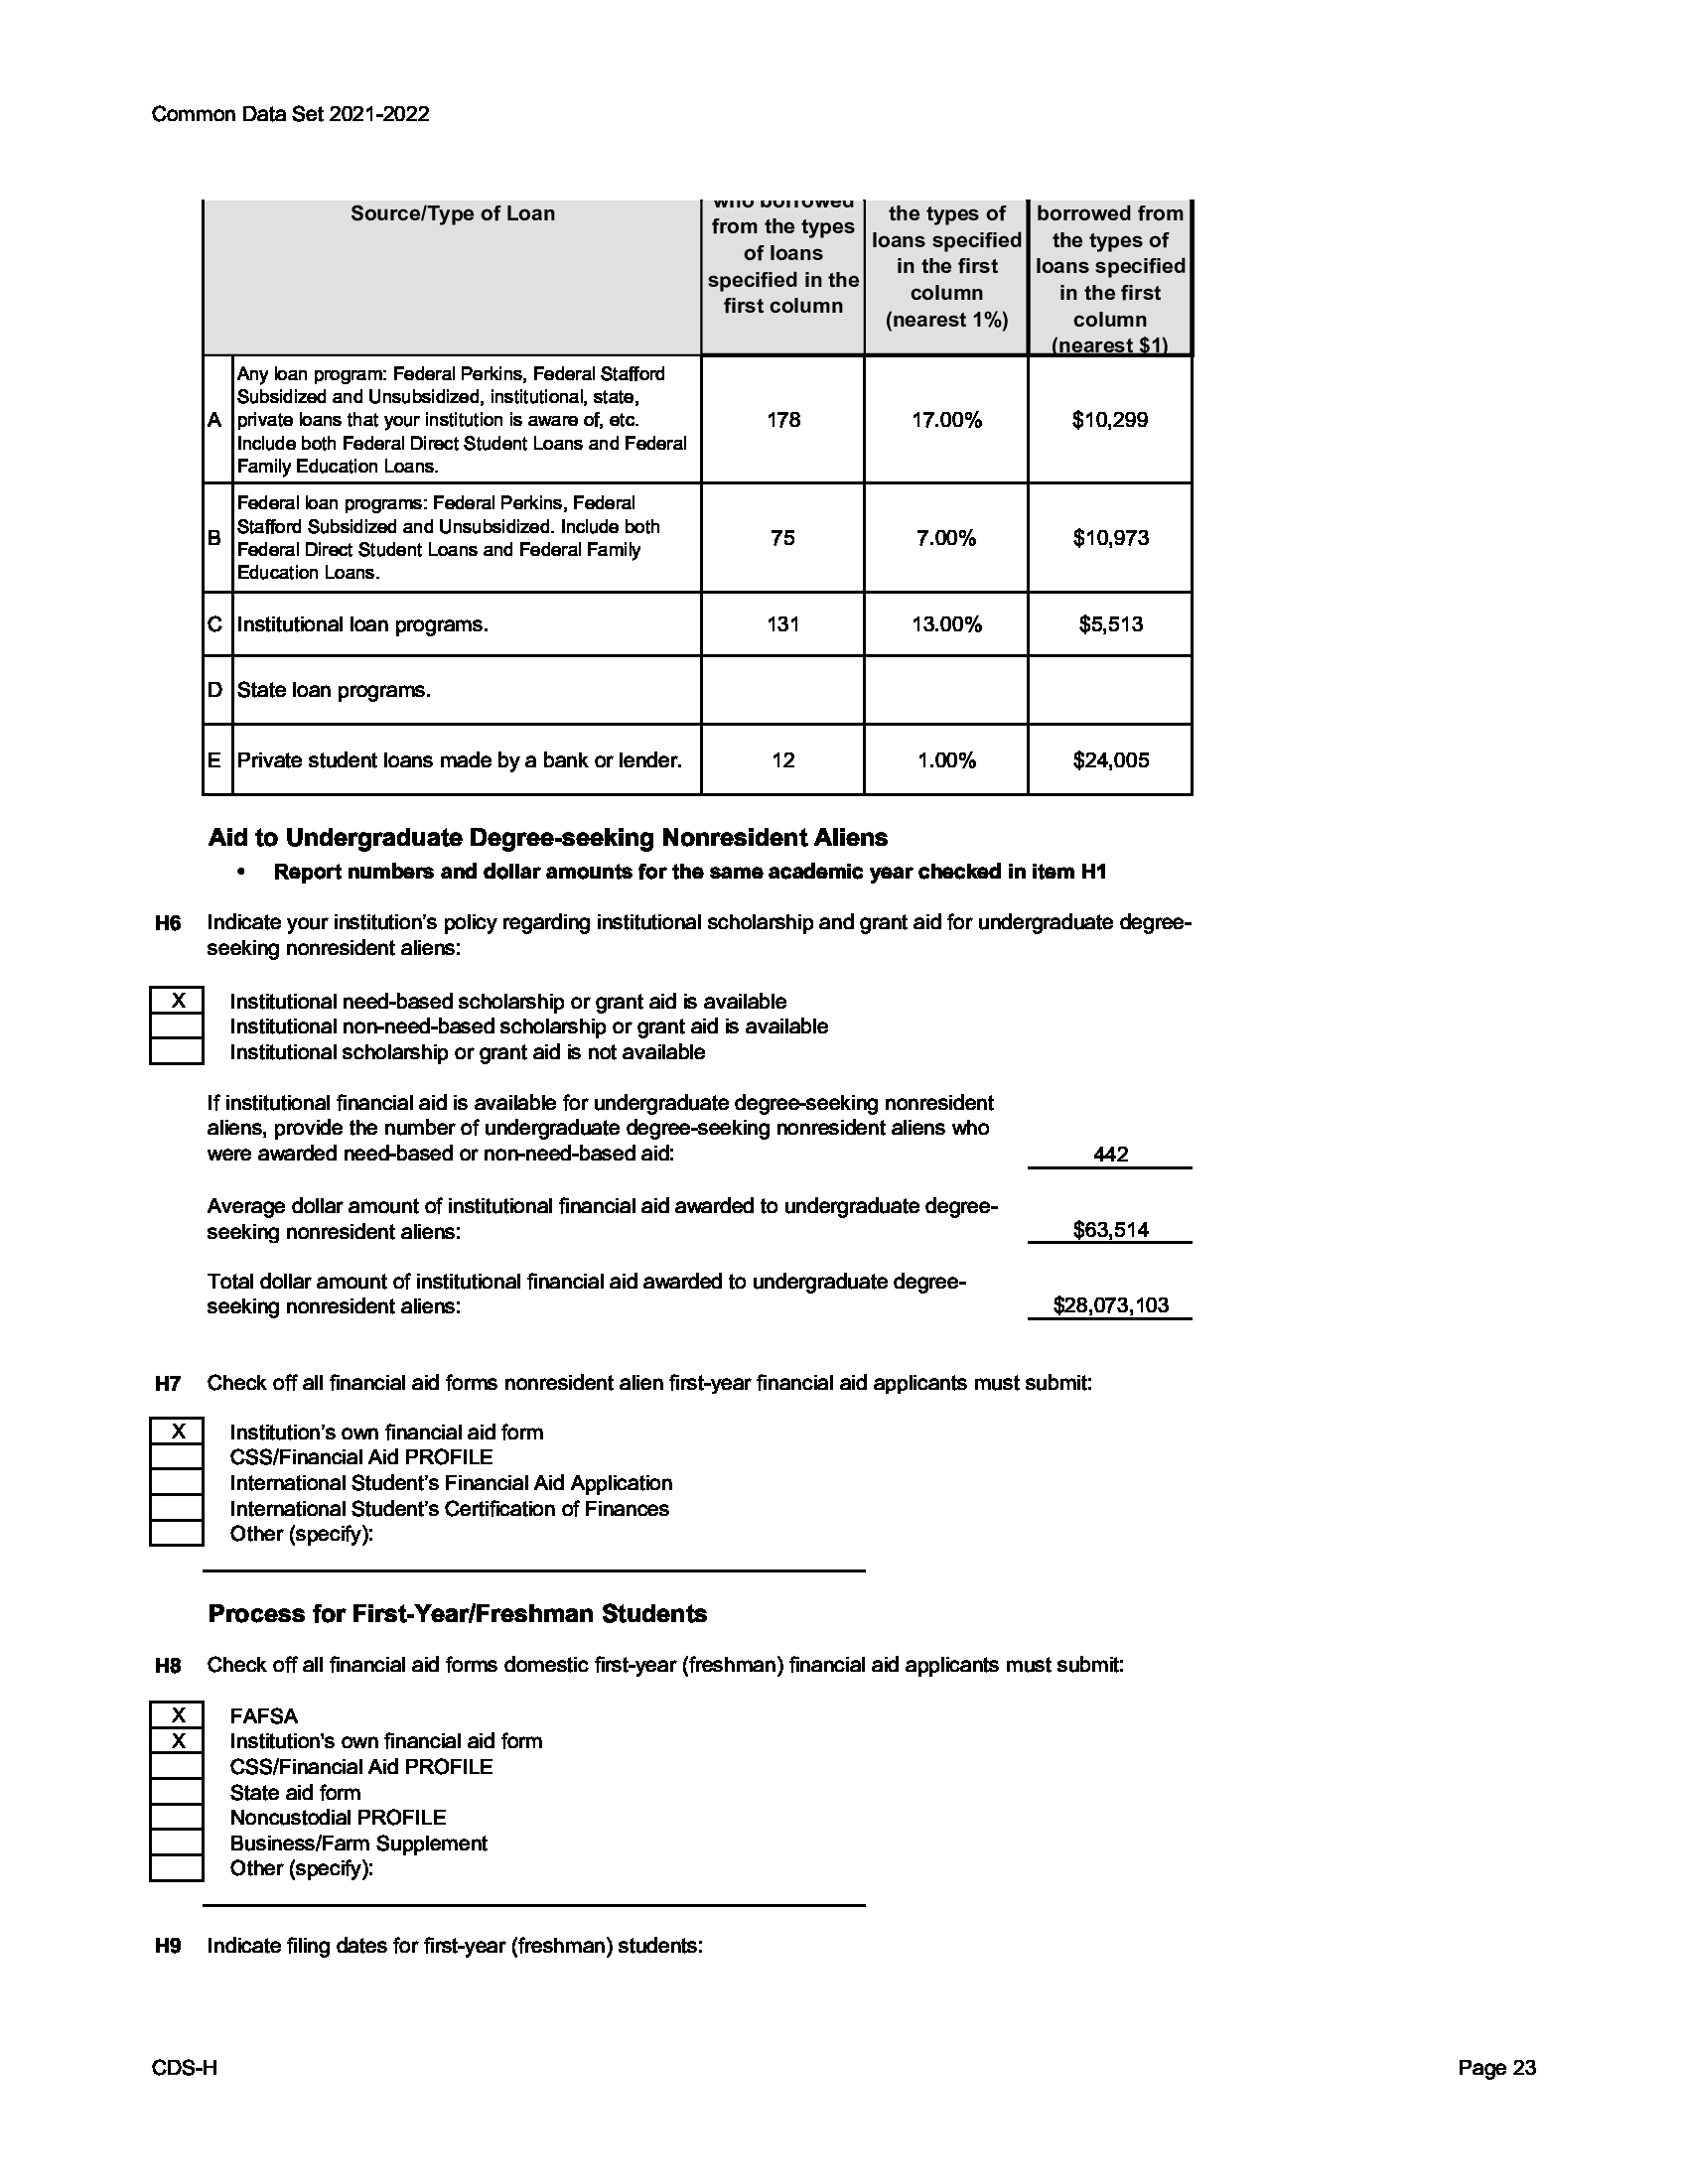 Common Data Set 2021-2022
Source/Type of Loan
who borrowed
from the types
of loans
specified in the
first column
the types of
loans specified
in the first
column
(nearest 1%)
borrowed from
the types of
loans specified
in the first
column
(nearest $1)
A
Any loan program: Federal Perkins, Federal Stafford
Subsidized and Unsubsidized, institutional, state,
private loans that your institution is aware of, etc.
Include both Federal Direct Student Loans and Federal
Family Education Loans.
178
17.00%
$10,299
B
Federal loan programs: Federal Perkins, Federal
Stafford Subsidized and Unsubsidized. Include both
Federal Direct Student Loans and Federal Family
Education Loans.
75
7.00%
$10,973
C Institutional loan programs. 131 13.00% $5,513
D State loan programs.
E Private student loans made by a bank or lender. 12 1.00% $24,005
Aid to Undergraduate Degree-seeking Nonresident Aliens
• Report numbers and dollar amounts for the same academic year checked in item H1
H6 Indicate your institution’s policy regarding institutional scholarship and grant aid for undergraduate degree-
seeking nonresident aliens:
X Institutional need-based scholarship or grant aid is available
Institutional non-need-based scholarship or grant aid is available
Institutional scholarship or grant aid is not available
If institutional financial aid is available for undergraduate degree-seeking nonresident
aliens, provide the number of undergraduate degree-seeking nonresident aliens who
were awarded need-based or non-need-based aid: 442
Average dollar amount of institutional financial aid awarded to undergraduate degree-
seeking nonresident aliens: $63,514
Total dollar amount of institutional financial aid awarded to undergraduate degree-
seeking nonresident aliens: $28,073,103
H7 Check off all financial aid forms nonresident alien first-year financial aid applicants must submit:
X Institution’s own financial aid form
CSS/Financial Aid PROFILE
International Student’s Financial Aid Application
International Student’s Certification of Finances
Other (specify):
Process for First-Year/Freshman Students
H8 Check off all financial aid forms domestic first-year (freshman) financial aid applicants must submit:
X FAFSA
X Institution's own financial aid form
CSS/Financial Aid PROFILE
State aid form
Noncustodial PROFILE
Business/Farm Supplement
Other (specify):
H9 Indicate filing dates for first-year (freshman) students:
CDS-H Page 23